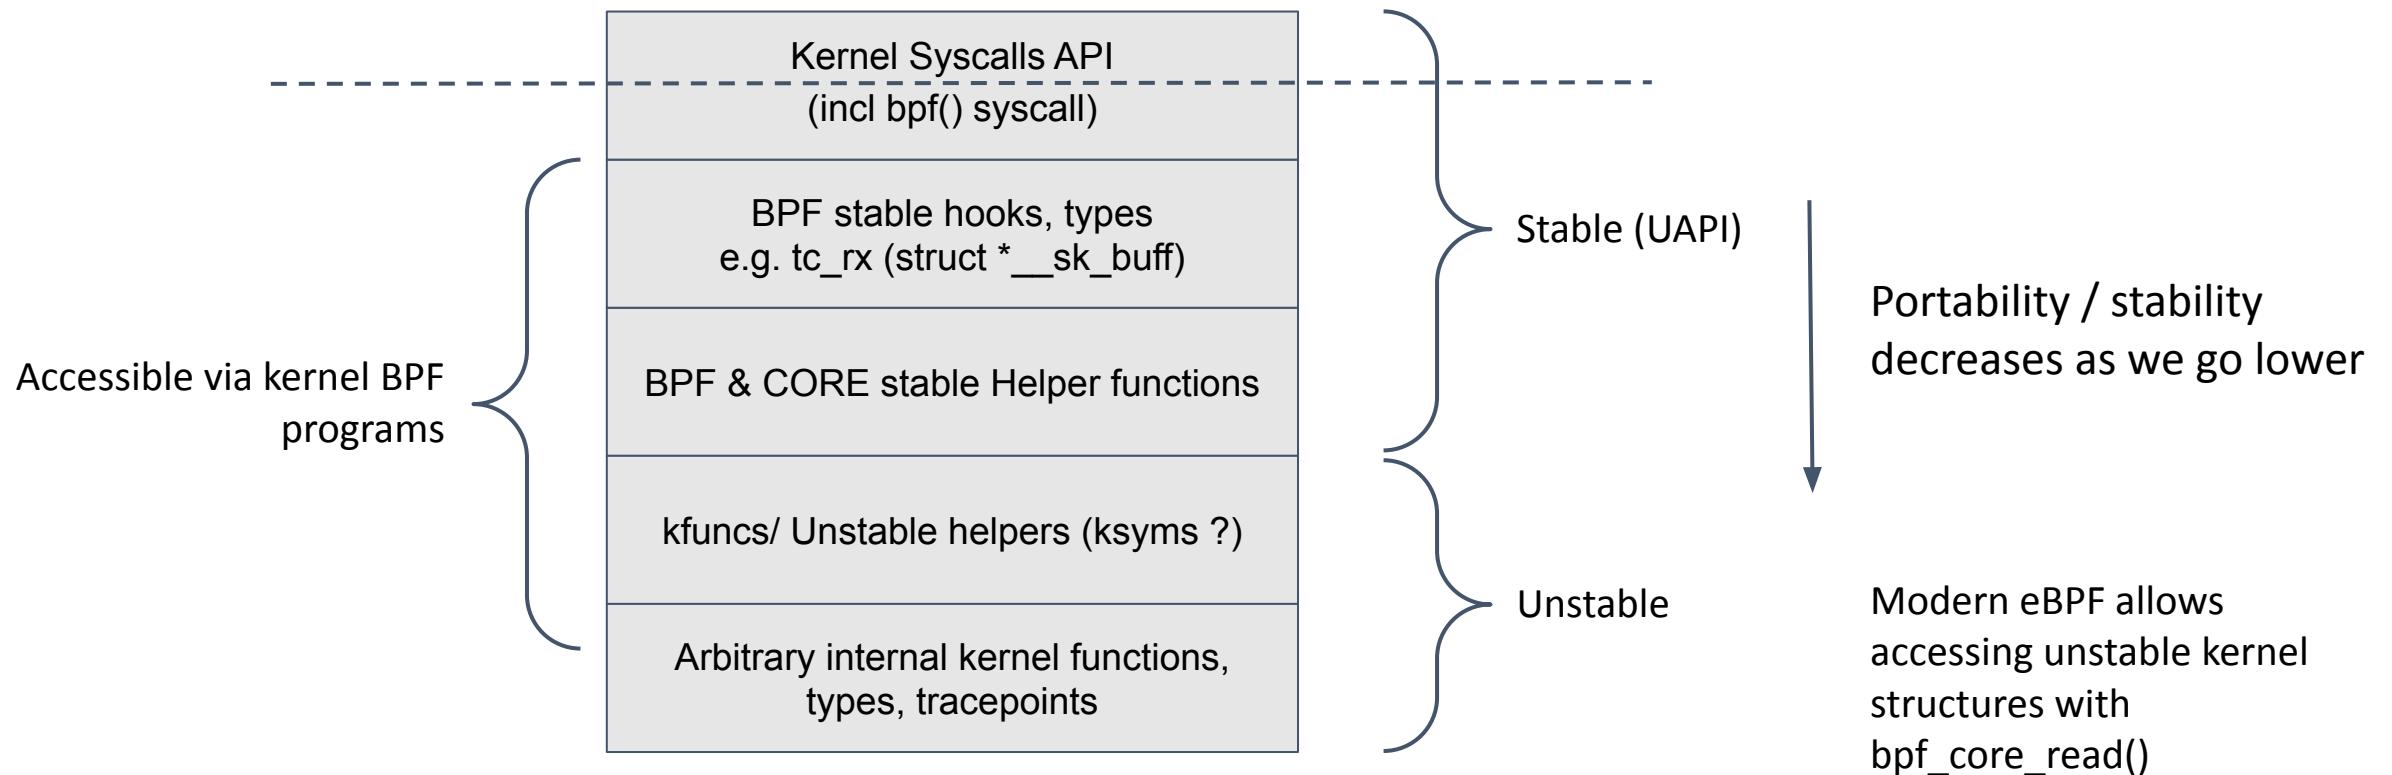 Kernel Syscalls API
(incl bpf() syscall)
BPF stable hooks, types
e.g. tc_rx (struct *__sk_buff)
BPF & CORE stable Helper functions
kfuncs/ Unstable helpers (ksyms ?)
Arbitrary internal kernel functions,
types, tracepoints
Accessible via kernel BPF
programs
Stable (UAPI)
Unstable
Portability / stability
decreases as we go lower
Modern eBPF allows
accessing unstable kernel
structures with
bpf_core_read()